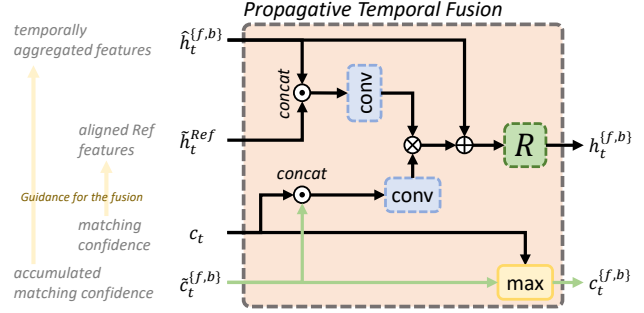 Propagative Temporal Fusion
temporally
aggregated features
ĥ_t^{f,b}
concat
conv
aligned Ref
features
h̃_t^{Ref}
R
h_t^{f,b}
concat
Guidance for the fusion
conv
matching
confidence
c_t
accumulated
matching confidence
c̃_t^{f,b}
max
c_t^{f,b}